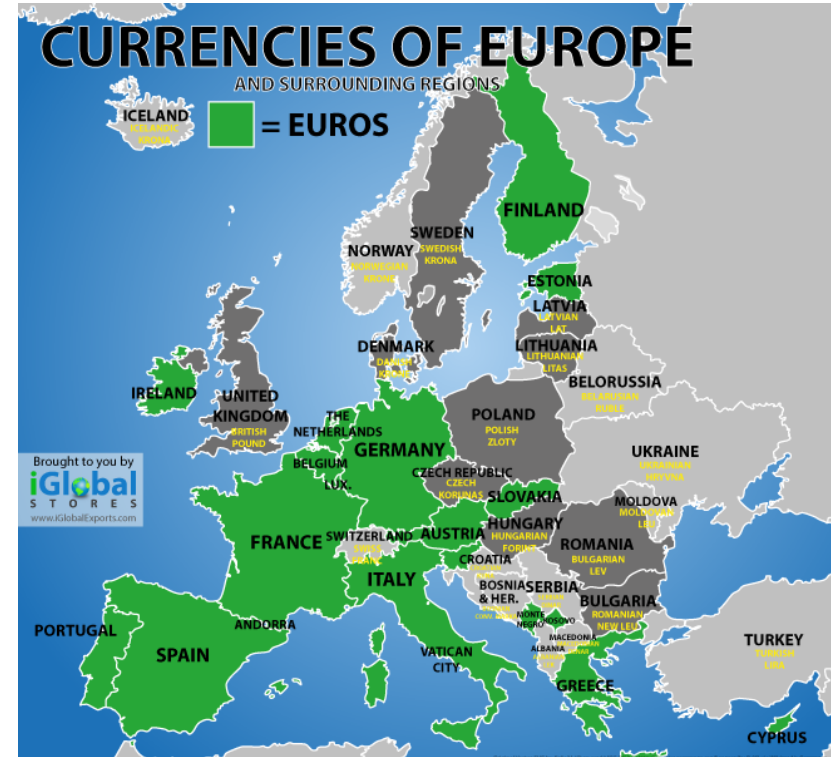 CURRENCIES OF EUROPE
AND SURROUNDING REGIONS
ICELAND
ICELANDIC
KRONA
= EUROS
FINLAND
SWEDEN
SWEDISH
KRONA
NORWAY
NORWEGIAN
KRONE
ESTONIA
LATVIA
LATVIAN
LAT
DENMARK
DANISH
LITHUANIA
LITHUANIAN
LITAS
BELORUSSIA
BELARUSIAN
RUBLE
IRELAND
UNITED
KINGDOM
BRITISH
POUND
THE
NETHERLANDS
GERMANY
POLAND
POLISH
ZLOTY
BELGIUM
LUX.
CZECH REPUBLIC
CZECH
KORUNAS
UKRAINE
UKRAINIAN
HRYVNA
Brought to you by
iGlobal
STORES
www.iGlobalExports.com
SLOVAKIA
MOLDOVA
MOLDOVAN
LEU
FRANCE
SWITZERLAND
SWISS
FRANC
AUSTRIA
HUNGARY
HUNGARIAN
FORINT
ROMANIA
BULGARIAN
LEV
ITALY
CROATIA
BOSNIA
& HER.
SERBIA
BULGARIA
ROMANIAN
NEW LEU
MONTE
NEGRO
KOSOVO
PORTUGAL
SPAIN
ANDORRA
VATICAN
CITY
MACEDONIA
ALBANIA
GREECE
TURKEY
TURKISH
LIRA
CYPRUS